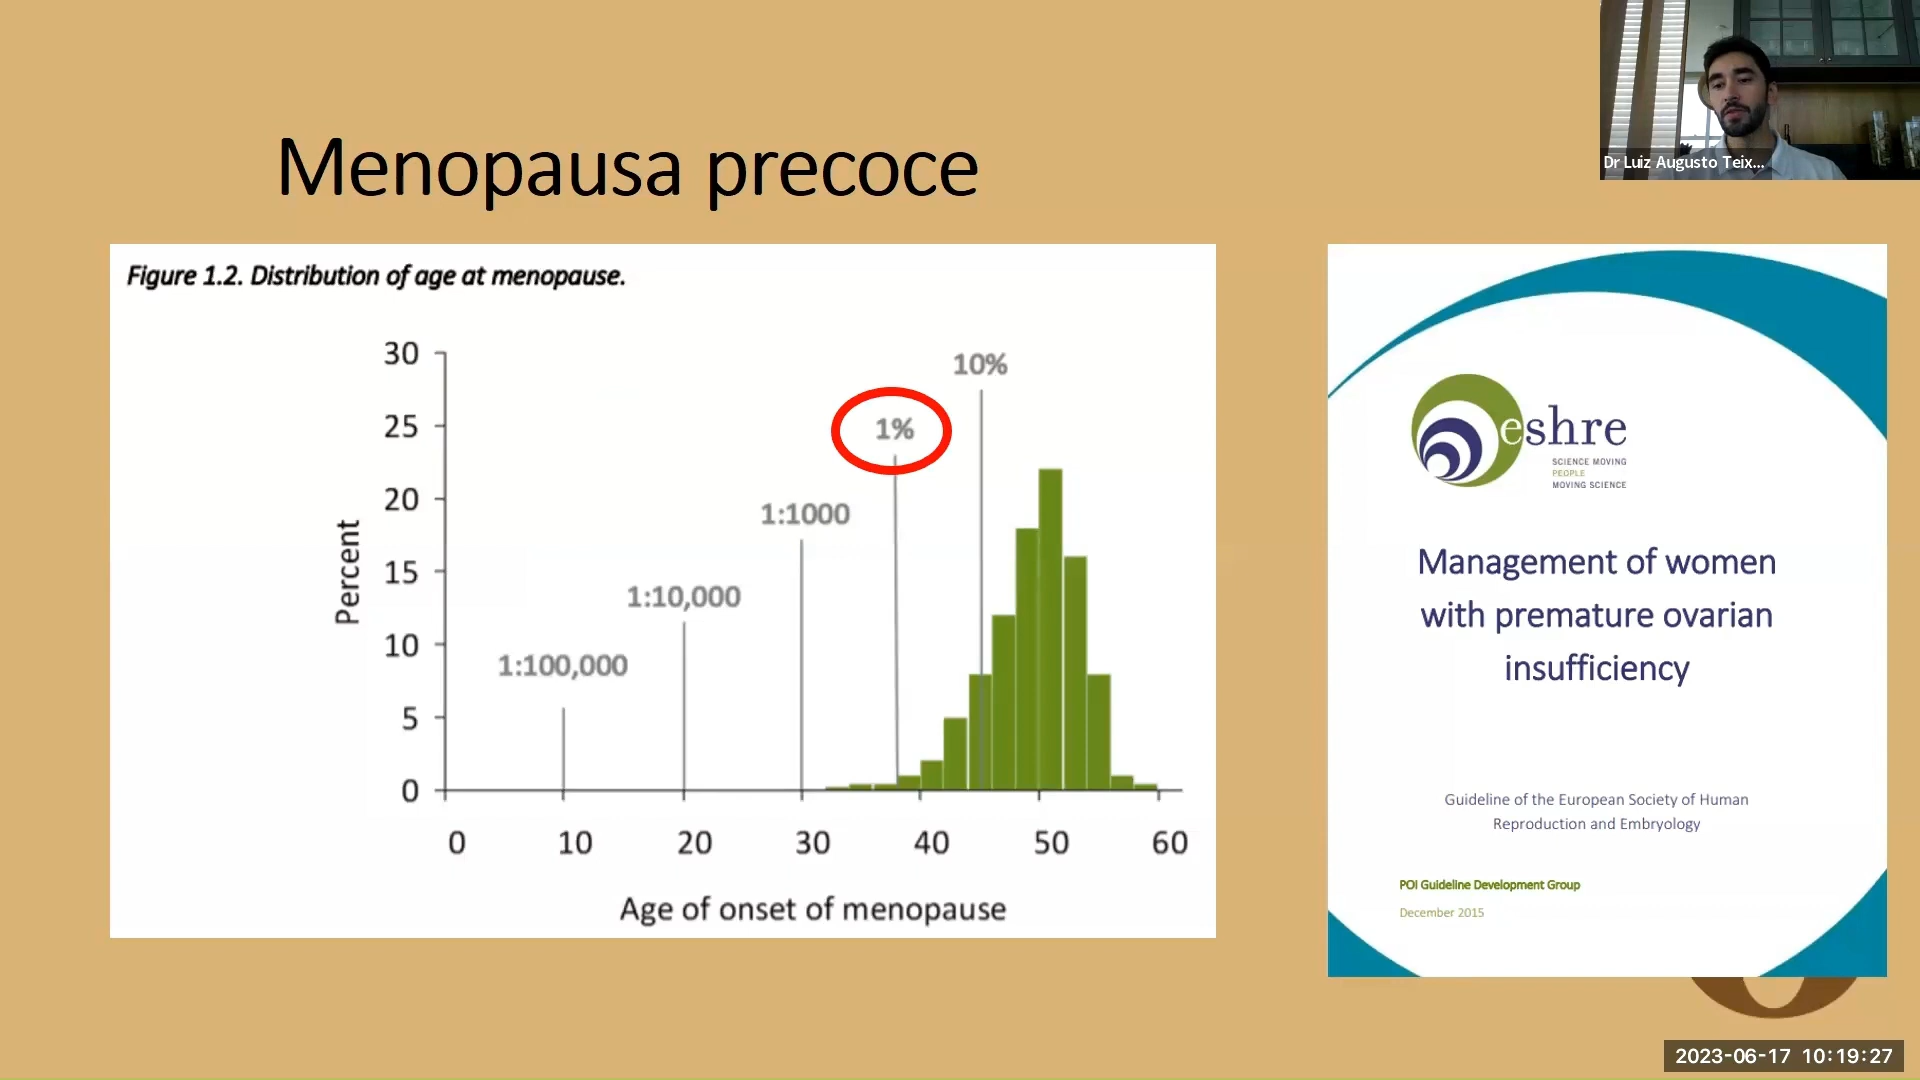 Menopausa precoce
Dr Luiz Augusto Teix...
Figure 1.2. Distribution of age at menopause.
30
25
20
15
10
5
0
Percent
1:100,000
1:10,000
1:1000
1%
10%
0 10 20 30 40 50 60
Age of onset of menopause
eshre
SCIENCE MOVING
PEOPLE
MOVING SCIENCE
Management of women
with premature ovarian
insufficiency
Guideline of the European Society of Human
Reproduction and Embryology
POI Guideline Development Group
December 2015
2023-06-17 10:19:27